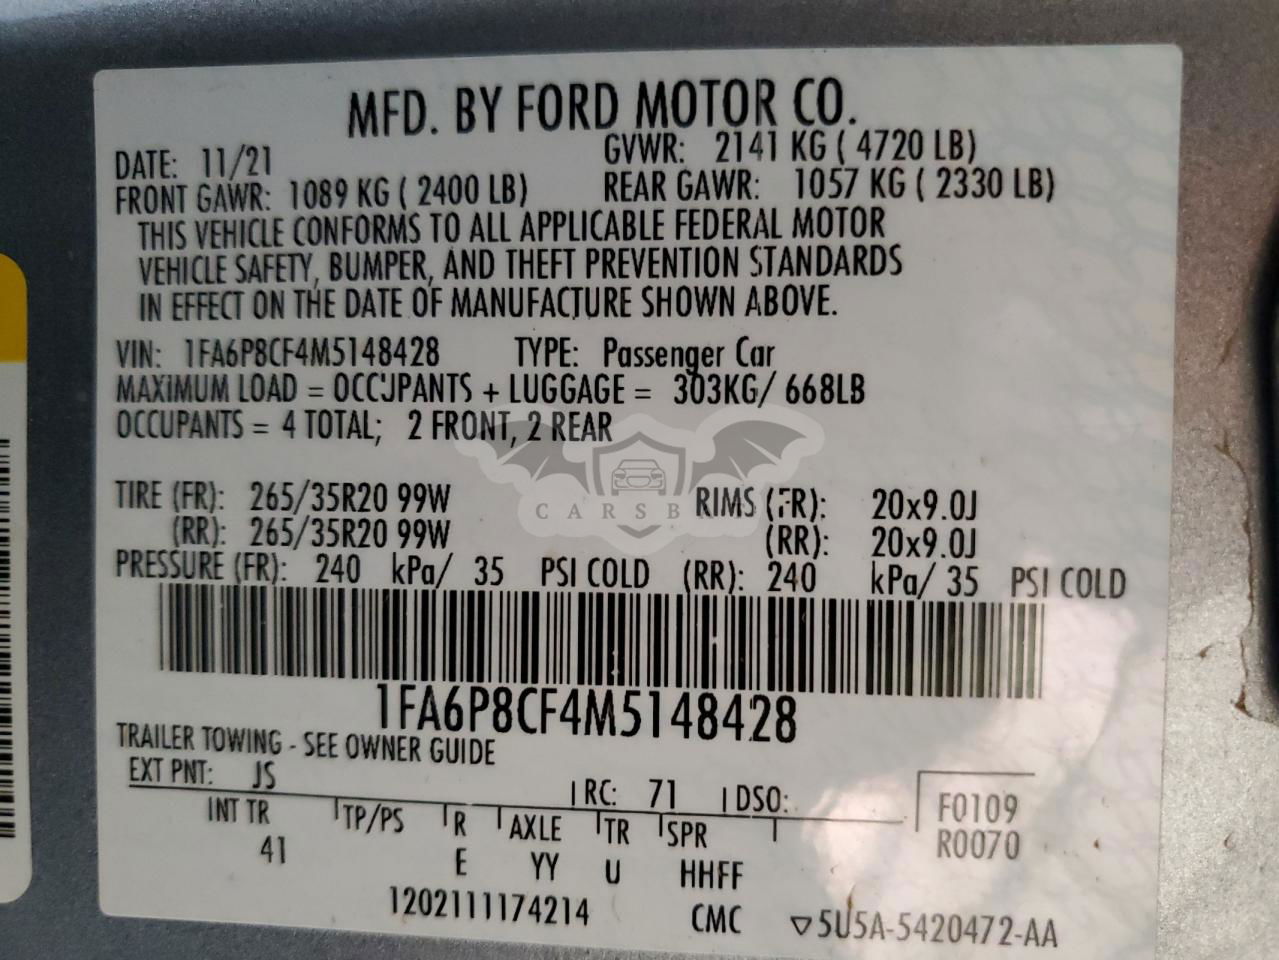 MFD. BY FORD MOTOR CO.
DATE: 11/21 GVWR: 2141 KG ( 4720 LB)
FRONT GAWR: 1089 KG ( 2400 LB) REAR GAWR: 1057 KG ( 2330 LB)
THIS VEHICLE CONFORMS TO ALL APPLICABLE FEDERAL MOTOR
VEHICLE SAFETY, BUMPER, AND THEFT PREVENTION STANDARDS
IN EFFECT ON THE DATE OF MANUFACTURE SHOWN ABOVE.
VIN: 1FA6P8CF4M5148428 TYPE: Passenger Car
MAXIMUM LOAD = OCCUPANTS + LUGGAGE = 303KG/ 668LB
OCCUPANTS = 4 TOTAL; 2 FRONT, 2 REAR
TIRE (FR): 265/35R20 99W RIMS (FR): 20x9.0J
(RR): 265/35R20 99W (RR): 20x9.0J
PRESSURE (FR): 240 kPa/ 35 PSI COLD (RR): 240 kPa/ 35 PSI COLD
1FA6P8CF4M5148428
TRAILER TOWING - SEE OWNER GUIDE
EXT PNT: JS RC: 71 DSO:
INT TR TP/PS R AXLE TR SPR F0109
41 E YY U HHFF R0070
1202111174214 CMC ▽5U5A-5420472-AA